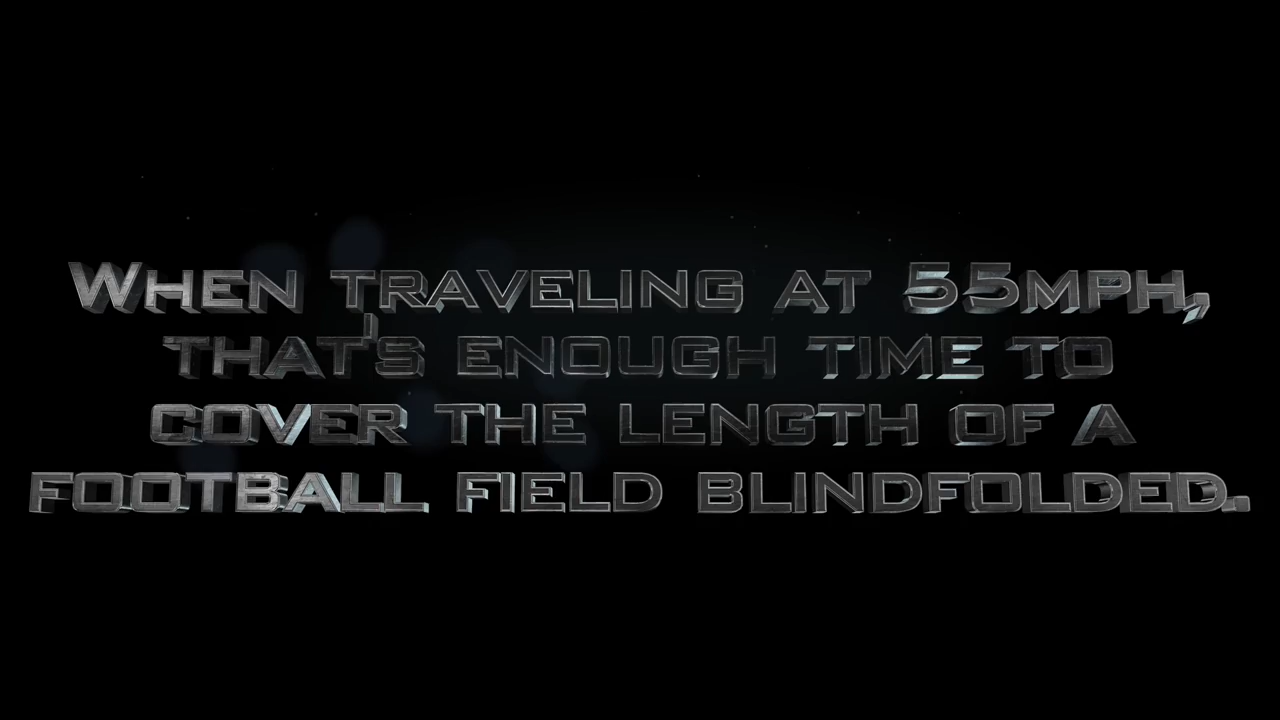 When traveling at 55mph,
that's enough time to
cover the length of a
football field blindfolded.